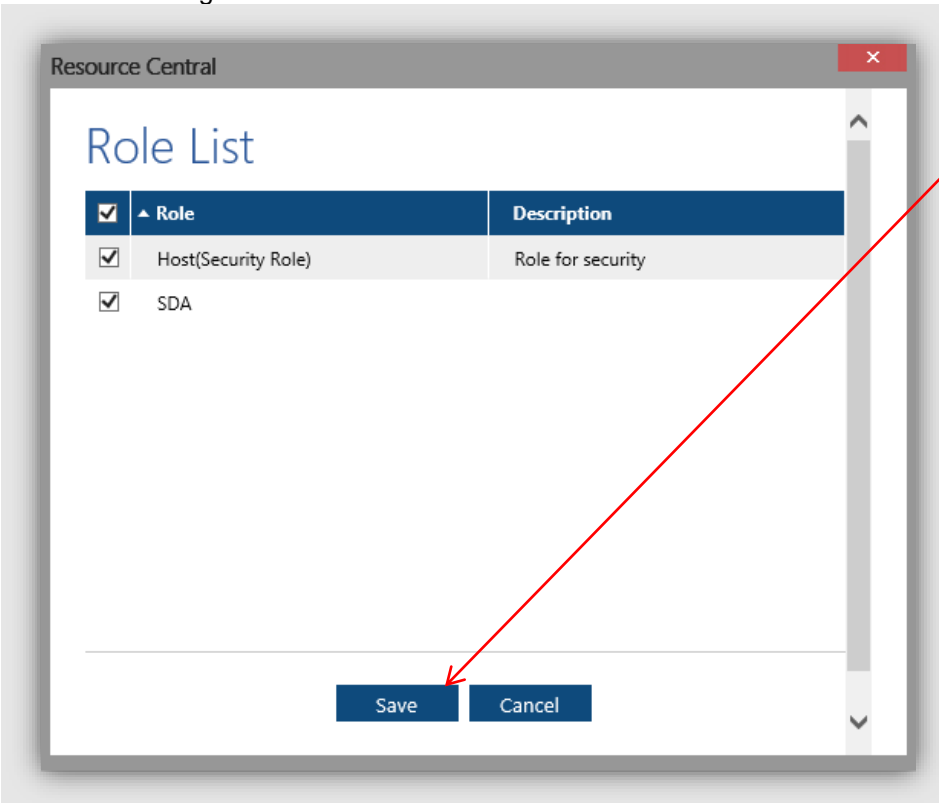 Resource Central
Role List
Role Description
Host(Security Role) Role for security
SDA
Save Cancel